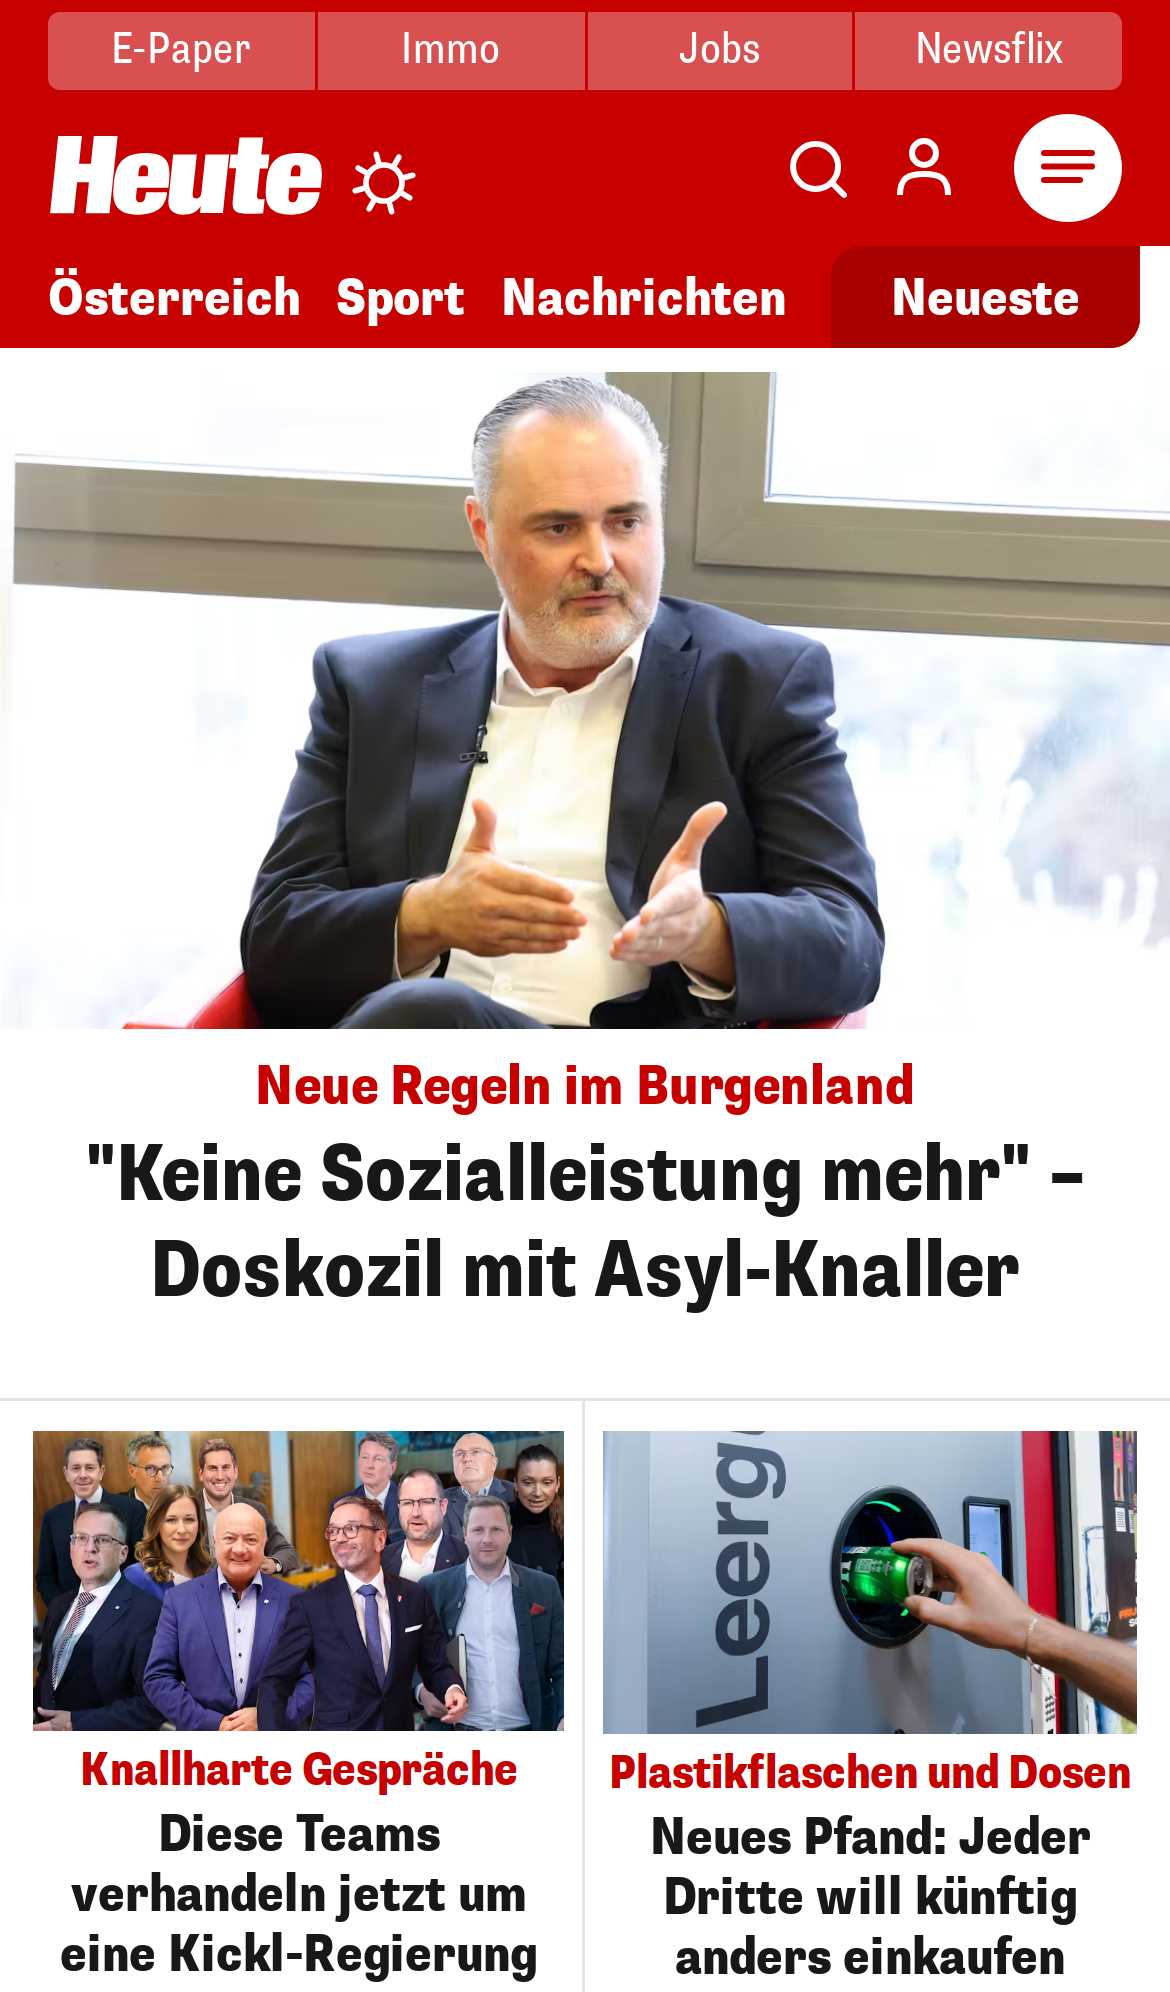 E-Paper
Immo
Jobs
Newsflix
Heute
Österreich
Sport
Nachrichten
Neueste
Neue Regeln im Burgenland
"Keine Sozialleistung mehr" –
Doskozil mit Asyl-Knaller
Knallharte Gespräche
Diese Teams
verhandeln jetzt um
eine Kickl-Regierung
Leerg
Plastikflaschen und Dosen
Neues Pfand: Jeder
Dritte will künftig
anders einkaufen